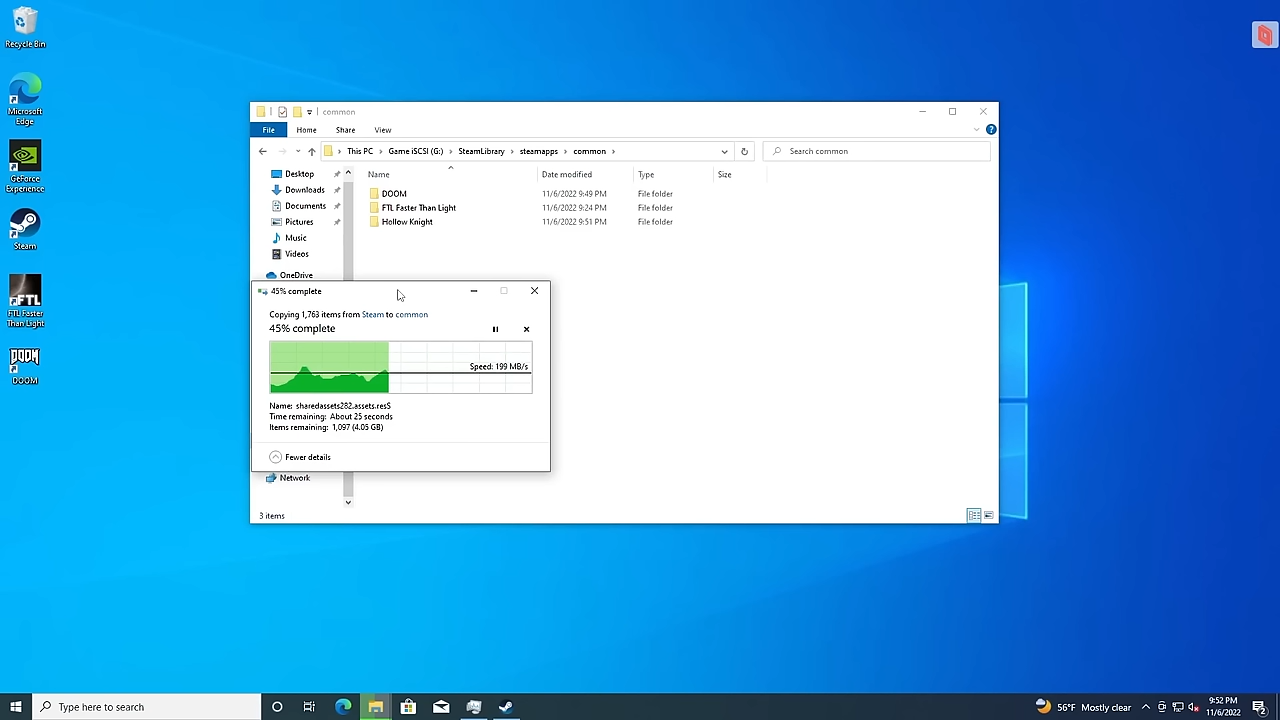 Recycle Bin
Microsoft
Edge
GeForce
Experience
Steam
FTL
FTL Faster
Than Light
DOOM
DOOM
common
File Home Share View
This PC > Game iSCSI (G:) > SteamLibrary > steamapps > common >
Search common
Name Date modified Type Size
Desktop
Downloads
Documents
Pictures
Music
Videos
OneDrive
DOOM 11/6/2022 9:49 PM File folder
FTL Faster Than Light 11/6/2022 9:24 PM File folder
Hollow Knight 11/6/2022 9:51 PM File folder
45% complete
Copying 1,763 items from Steam to common
45% complete
Speed: 199 MB/s
Name: sharedassets282.assets.resS
Time remaining: About 25 seconds
Items remaining: 1,097 (4.05 GB)
Fewer details
Network
3 items
Type here to search
56°F Mostly clear
9:52 PM
11/6/2022
2